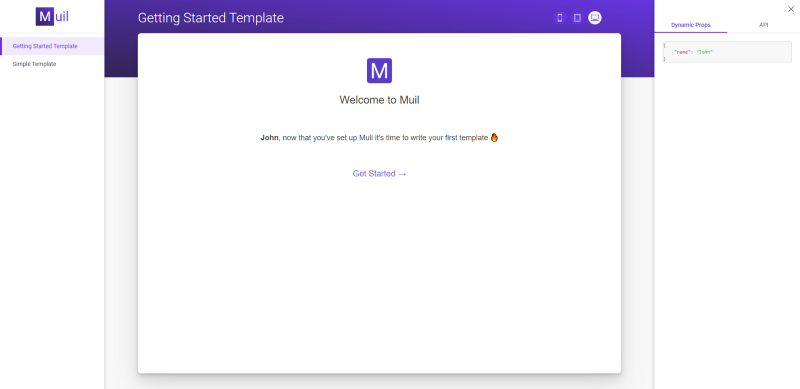 Muil
Getting Started Template
Simple Template
Getting Started Template
M
Welcome to Muil
John, now that you've set up Muil it's time to write your first template 🔥
Get Started →
Dynamic Props
API
{
"name": "John"
}